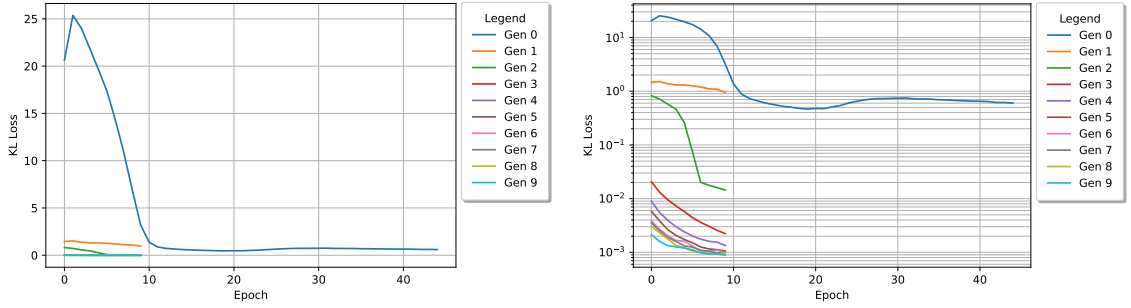 25
20
15
10
5
0
KL Loss
0
10
20
30
40
Epoch
Legend
Gen 0
Gen 1
Gen 2
Gen 3
Gen 4
Gen 5
Gen 6
Gen 7
Gen 8
Gen 9
10¹
10⁰
10⁻¹
10⁻²
10⁻³
KL Loss
0
10
20
30
40
Epoch
Legend
Gen 0
Gen 1
Gen 2
Gen 3
Gen 4
Gen 5
Gen 6
Gen 7
Gen 8
Gen 9